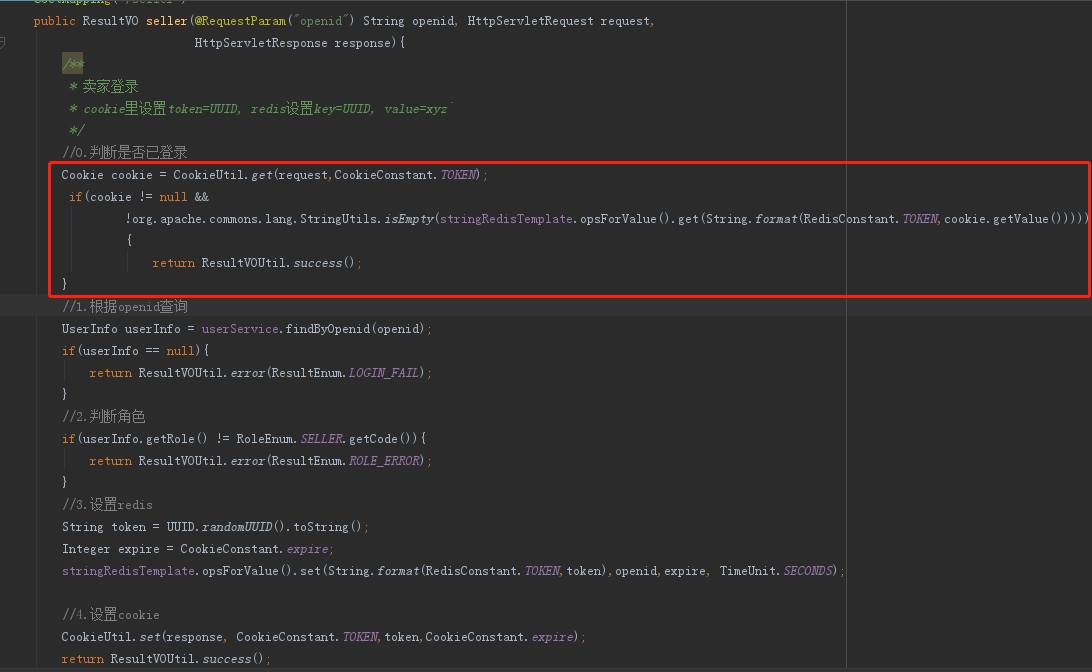 public ResultVO seller(@RequestParam("openid") String openid, HttpServletRequest request,
HttpServletResponse response){
/**
* 卖家登录
* cookie里设置token=UUID, redis设置key=UUID, value=xyz`
*/
//0.判断是否已登录
Cookie cookie = CookieUtil.get(request,CookieConstant.TOKEN);
if(cookie != null &&
!org.apache.commons.lang.StringUtils.isEmpty(stringRedisTemplate.opsForValue().get(String.format(RedisConstant.TOKEN,cookie.getValue()))))
{
return ResultVOUtil.success();
}
//1.根据openid查询
UserInfo userInfo = userService.findByOpenid(openid);
if(userInfo == null){
return ResultVOUtil.error(ResultEnum.LOGIN_FAIL);
}
//2.判断角色
if(userInfo.getRole() != RoleEnum.SELLER.getCode()){
return ResultVOUtil.error(ResultEnum.ROLE_ERROR);
}
//3.设置redis
String token = UUID.randomUUID().toString();
Integer expire = CookieConstant.expire;
stringRedisTemplate.opsForValue().set(String.format(RedisConstant.TOKEN,token),openid,expire, TimeUnit.SECONDS);
//4.设置cookie
CookieUtil.set(response, CookieConstant.TOKEN,token,CookieConstant.expire);
return ResultVOUtil.success();